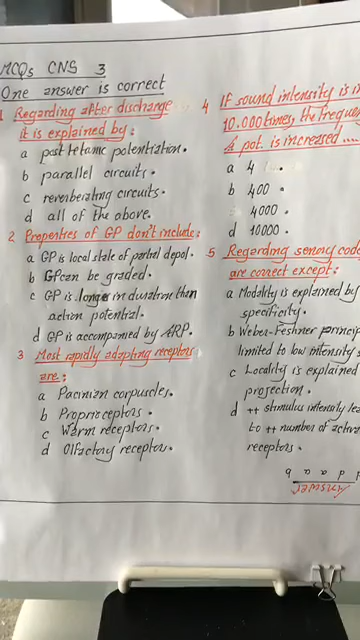 MCQs CNS 3
One answer is correct
1 Regarding after discharge
it is explained by:
a post tetanic potentiation.
b parallel circuits.
c reverberating circuits.
d all of the above.
2 Properties of GP don't include:
a GP is local state of partial depol.
b GP can be graded.
c GP is longer in duration than
action potential.
d GP is accompanied by ARP.
3 Most rapidly adapting receptors
are:
a Pacinian corpuscles.
b Proprioceptors.
c Warm receptors.
d Olfactory receptors.
4 IF sound intensity is in
10.000 times, the frequen
pot. is increased....
a 4
b 400
c 4000
d 10000
5 Regarding sensory code
are correct except:
a Modality is explained by
specificity.
b Weber-Feshner princip
limited to low intensity s
c Locality is explained
projection.
d ++ stimulus intensity lea
to ++ number of activa
receptors.
ANSWER
b a a d